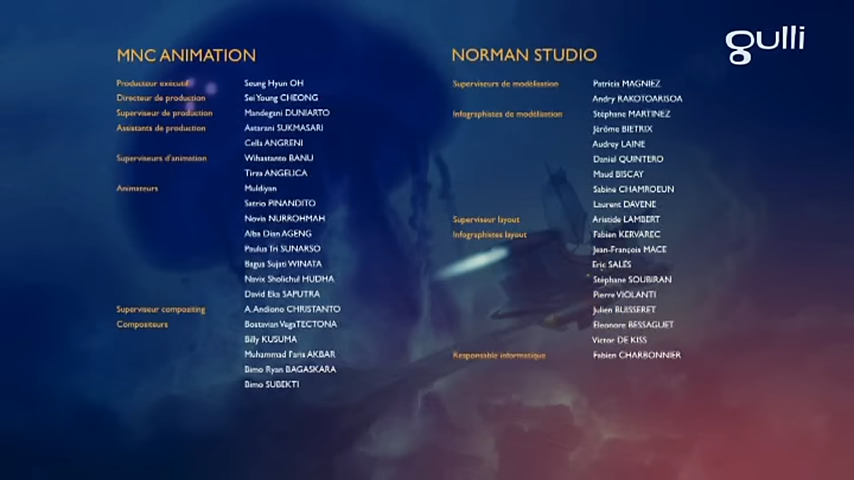 gulli
MNC ANIMATION
Producteur exécutif Seung Hyun OH
Directeur de production Sei Young CHEONG
Superviseur de production Mandegani DUNIARTO
Assistants de production Astarani SUKMASARI
Cella ANGRENI
Superviseurs d'animation Wihastanto BANU
Tirza ANGELICA
Animateurs Muldiyan
Satrio PINANDITO
Novin NURROHMAH
Alba Dian AGENG
Paulus Tri SUNARSO
Bagus Sujati WINATA
Navix Sholichul HUDHA
David Eka SAPUTRA
Superviseur compositing A. Andiono CHRISTANTO
Compositeurs Bostavian Vega TECTONA
Billy KUSUMA
Muhammad Faris AKBAR
Bimo Ryan BAGASKARA
Bimo SUBEKTI
NORMAN STUDIO
Superviseurs de modélisation Patricia MAGNIEZ
Andry RAKOTOARISOA
Infographistes de modélisation Stéphane MARTINEZ
Jérôme BIETRIX
Audrey LAINE
Daniel QUINTERO
Maud BISCAY
Sabine CHAMROEUN
Laurent DAVENE
Superviseur layout Aristide LAMBERT
Infographistes layout Fabien KERVAREC
Jean-François MACE
Eric SALES
Stéphane SOUBIRAN
Pierre VIOLANTI
Julien BUISSERET
Eleonore BESSAGUET
Victor DE KISS
Responsable informatique Fabien CHARBONNIER